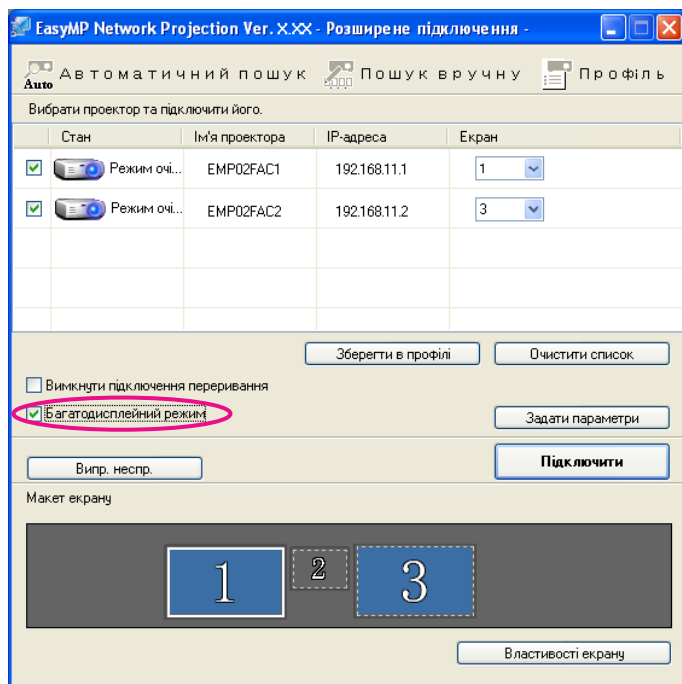 EasyMP Network Projection Ver. X.XX - Розширене підключення -
Auto Автоматичний пошук Пошук вручну Профіль
Вибрати проектор та підключити його.
Стан Ім'я проектора IP-адреса Екран
Режим очі... EMP02FAC1 192.168.11.1 1
Режим очі... EMP02FAC2 192.168.11.2 3
Зберегти в профілі Очистити список
Вимкнути підключення переривання
Багатодисплейний режим Задати параметри
Випр. неспр. Підключити
Макет екрану
1 2 3
Властивості екрану